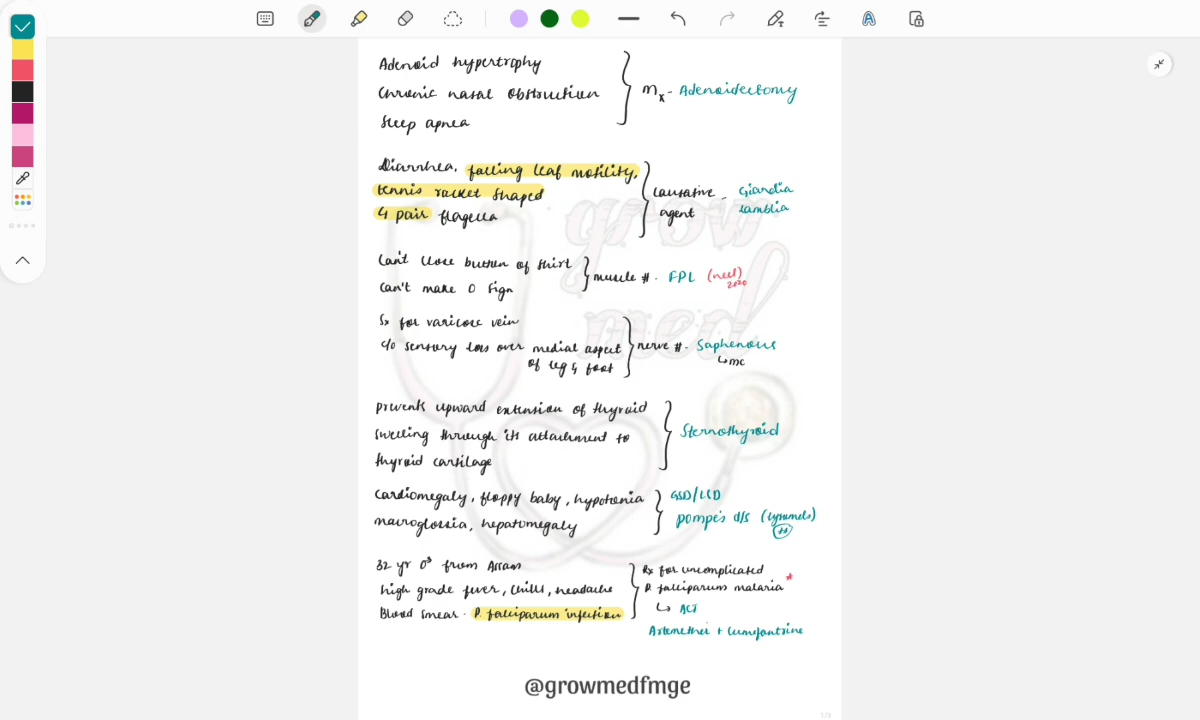 Adenoid hypertrophy
Chronic nasal obstruction
Sleep apnea
Mx - Adenoidectomy
Diarrhea, falling leaf motility,
tennis racket shaped
4 pair flagella
causative agent - Giardia lamblia
Can't close button of shirt
can't make O sign
muscle # - FPL (neet) 2020
Sx for varicose vein
c/o sensory loss over medial aspect
of leg & foot
nerve # - Saphenous
↳ mc
prevents upward extension of thyroid
swelling through its attachment to
thyroid cartilage
Sternothyroid
Cardiomegaly, floppy baby, hypotonia
macroglossia, hepatomegaly
GSD/LCD
pompe's d/s
32 yr from Assam
high grade fever, chills, headache
Blood smear - P. falciparum infection
Rx for uncomplicated
P. falciparum malaria *
↳ ACT
Artemether + Lumefantrine
grow
med
@growmedfmge